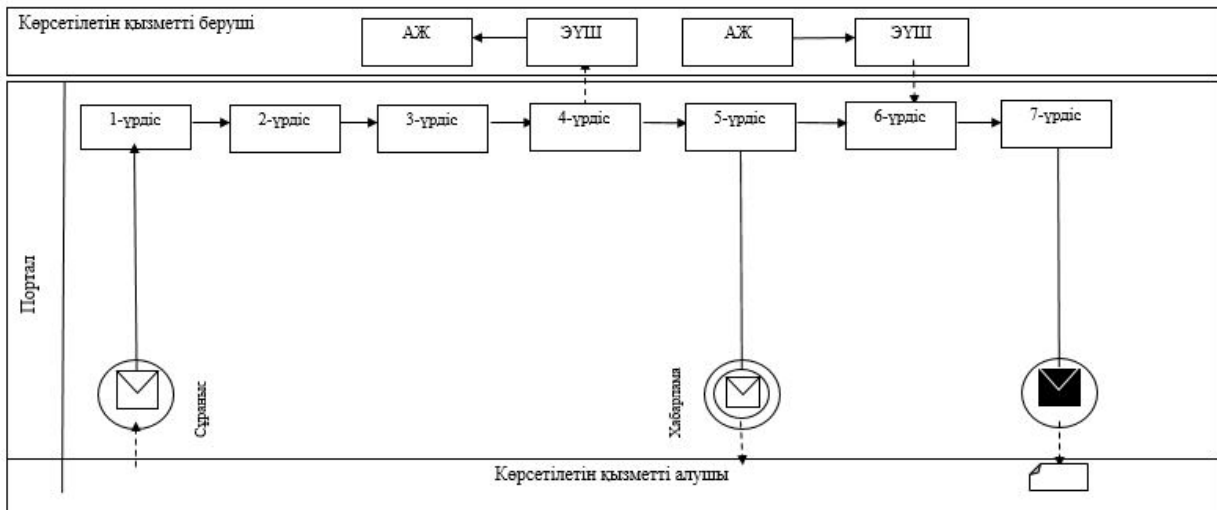 Көрсетілетін қызметті беруші
АЖ
ЭҮШ
АЖ
ЭҮШ
Портал
1-үрдіс
2-үрдіс
3-үрдіс
4-үрдіс
5-үрдіс
6-үрдіс
7-үрдіс
Сұраныс
Хабарлама
Көрсетілетін қызметті алушы